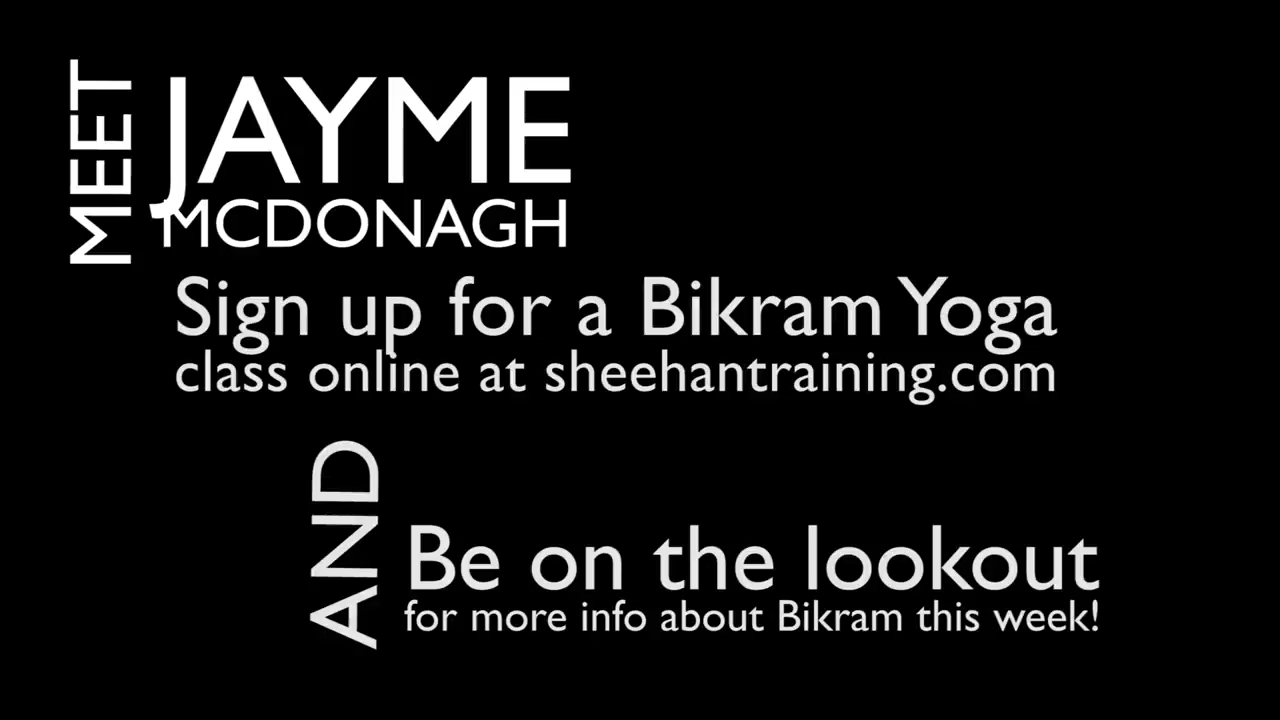 MEET
JAYME
MCDONAGH
Sign up for a Bikram Yoga
class online at sheehantraining.com
AND
Be on the lookout
for more info about Bikram this week!